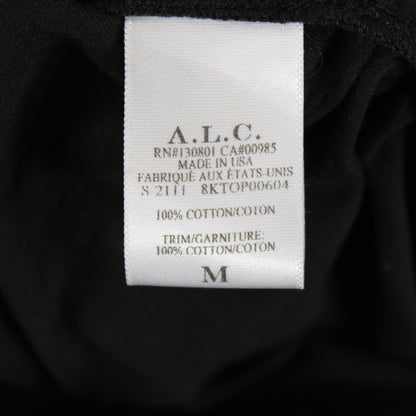 A.L.C.
RN#130801 CA#00985
MADE IN USA
FABRIQUÉ AUX ÉTATS-UNIS
S 2111 8KTOP00604
100% COTTON/COTON
TRIM/GARNITURE:
100% COTTON/COTON
M